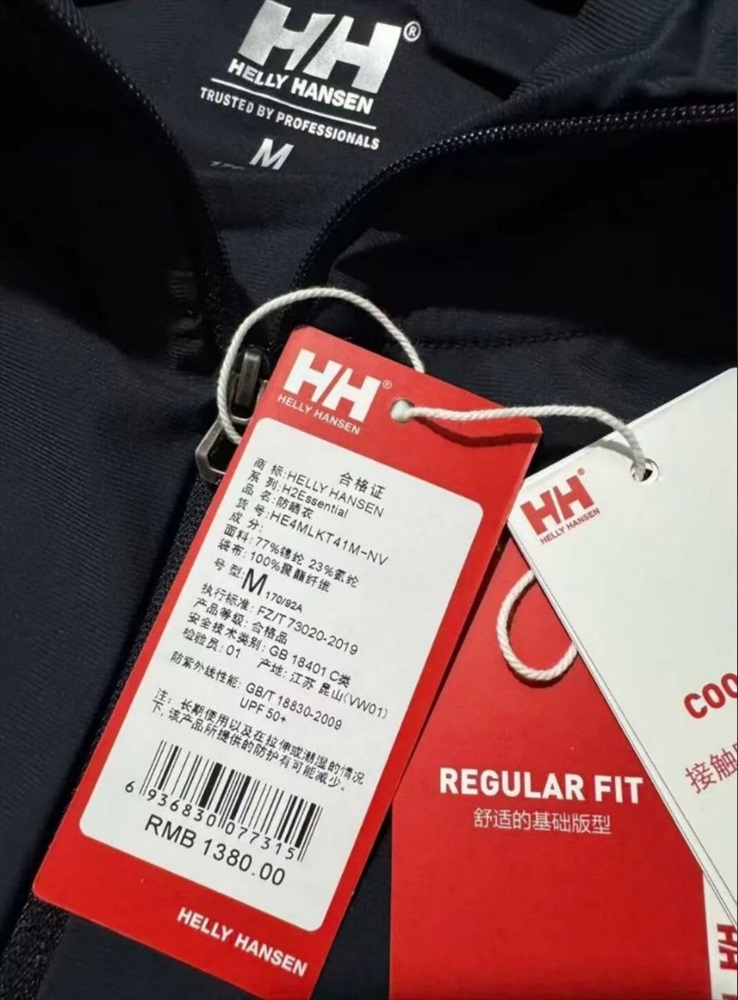 HH®
HELLY HANSEN
TRUSTED BY PROFESSIONALS
M
HH®
HELLY HANSEN
合格证
商 标:HELLY HANSEN
系 列:H2Essential
品 名:防晒衣
货 号:HE4MLKT41M-NV
成 分:
面料:77%锦纶 23%氨纶
袋布:100%聚酯纤维
号 型:M 170/92A
执行标准: FZ/T 73020-2019
产品等级: 合格品
安全技术类别: GB 18401 C类
检验员: 01 产地: 江苏 昆山(VW01)
防紫外线性能: GB/T 18830-2009
UPF 50+
注: 长期使用以及在拉伸或潮湿的情况
下, 该产品所提供的防护有可能减少。
6 936830 077315
RMB 1380.00
HELLY HANSEN
HH®
HELLY HANSEN
COO
接触
REGULAR FIT
舒适的基础版型